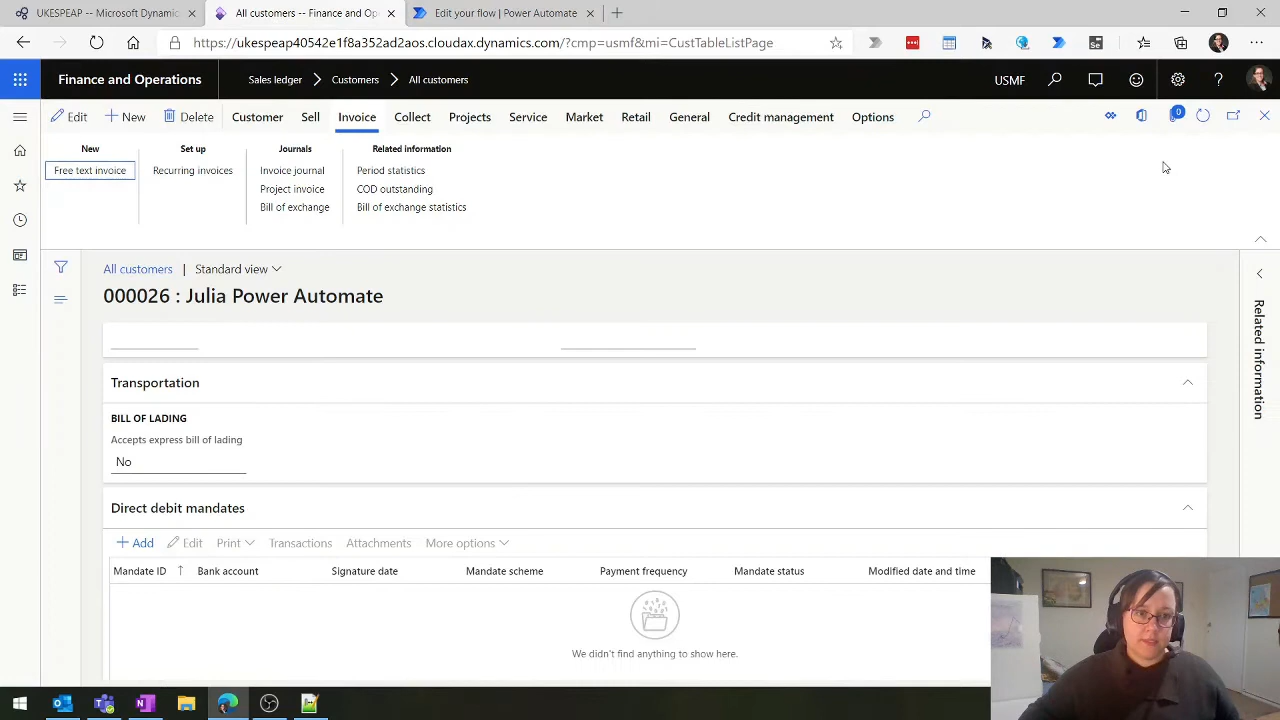 UKESPEAP -- Microsoft Dynamic
All customers -- Finance and Op
Edit your flow | Power Automate
https://ukespeap40542e1f8a352ad2aos.cloudax.dynamics.com/?cmp=usmf&mi=CustTableListPage
Finance and Operations
Sales ledger
Customers
All customers
USMF
Edit
New
Delete
Customer
Sell
Invoice
Collect
Projects
Service
Market
Retail
General
Credit management
Options
0
New
Free text invoice
Set up
Recurring invoices
Journals
Invoice journal
Project invoice
Bill of exchange
Related information
Period statistics
COD outstanding
Bill of exchange statistics
All customers | Standard view
000026 : Julia Power Automate
Related information
Transportation
BILL OF LADING
Accepts express bill of lading
No
Direct debit mandates
Add
Edit
Print
Transactions
Attachments
More options
Mandate ID
Bank account
Signature date
Mandate scheme
Payment frequency
Mandate status
Modified date and time
We didn't find anything to show here.